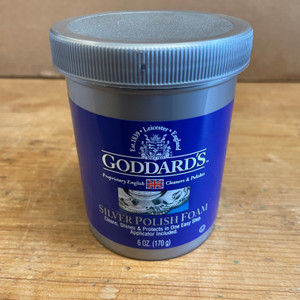 Est. 1839 • Leicester • England
GODDARD'S
Proprietary English Cleaners & Polishes
SILVER POLISH FOAM
Cleans, Shines & Protects in One Easy Step.
Applicator Included.
6 OZ. (170 g)